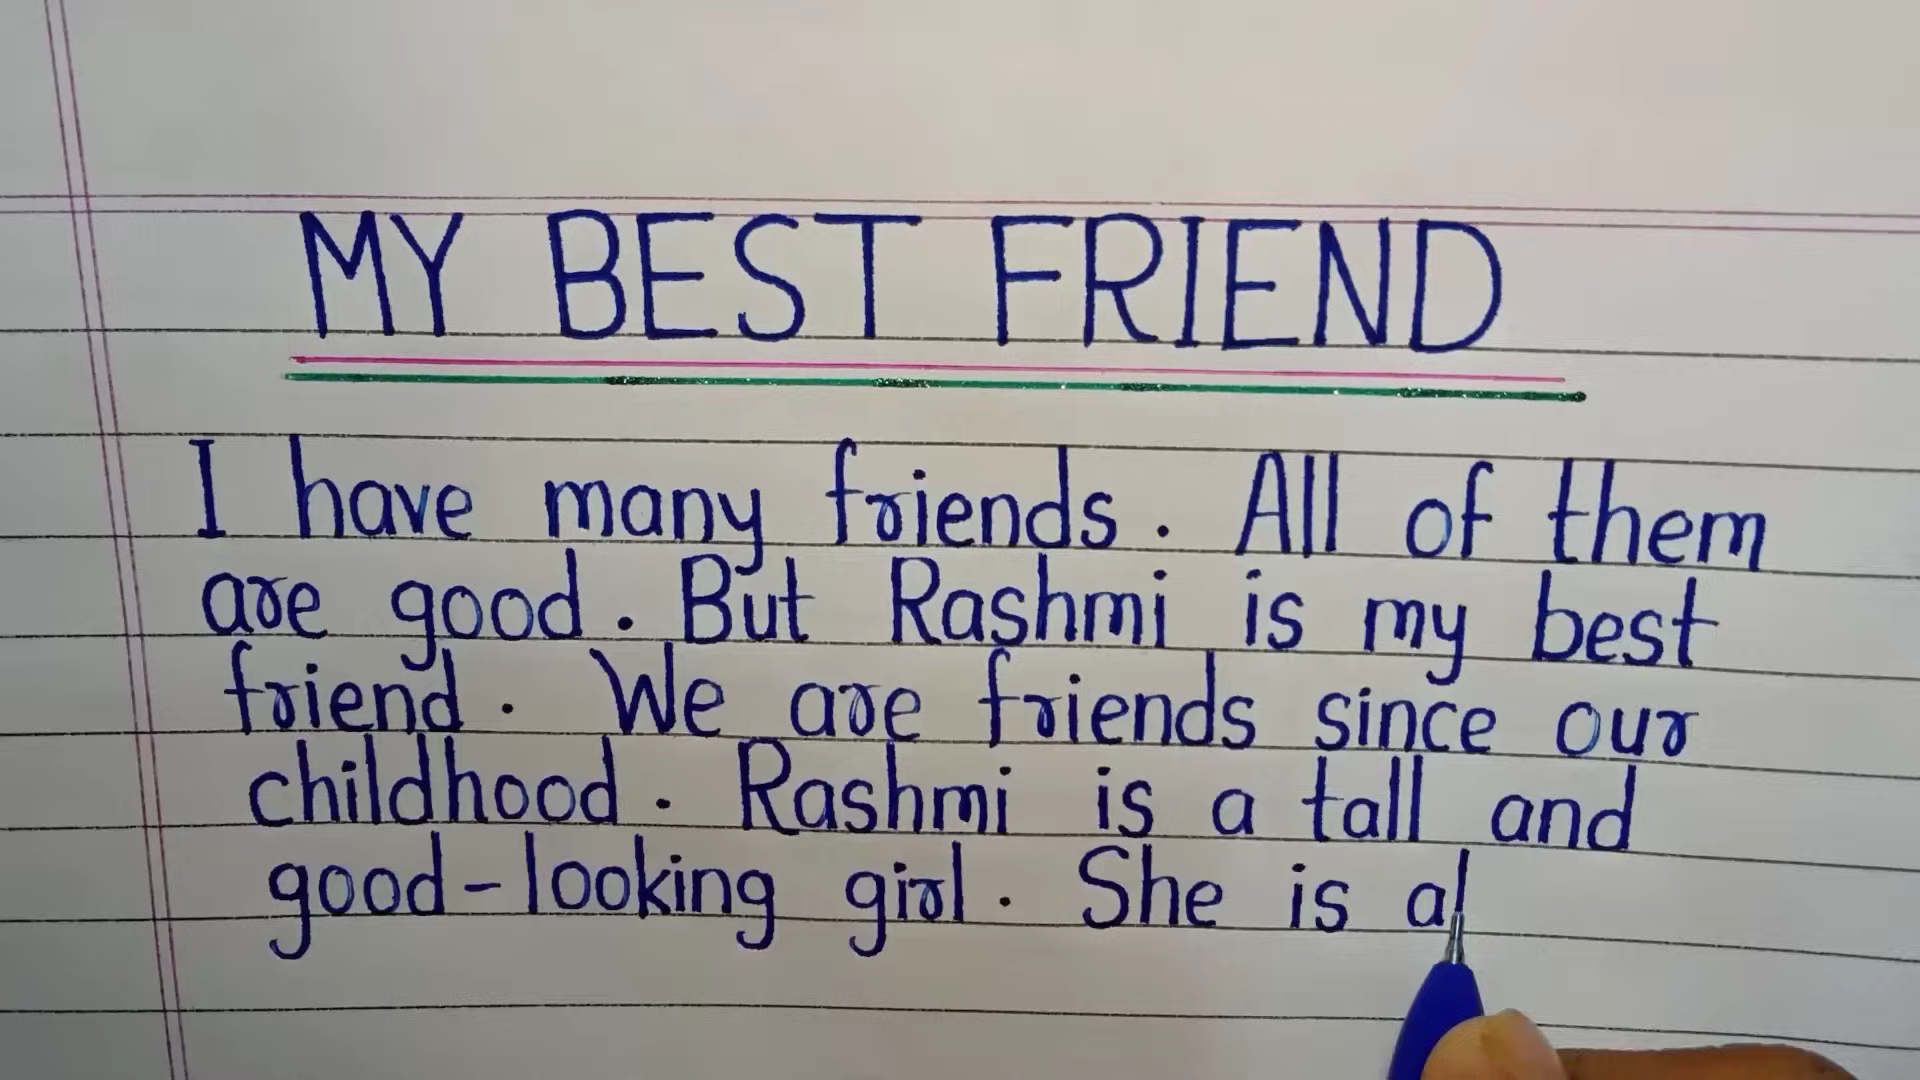 MY BEST FRIEND
I have many friends. All of them
are good. But Rashmi is my best
friend. We are friends since our
childhood. Rashmi is a tall and
good-looking girl. She is al